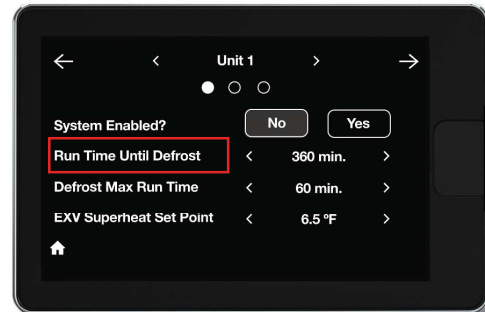 Unit 1
System Enabled? No Yes
Run Time Until Defrost 360 min.
Defrost Max Run Time 60 min.
EXV Superheat Set Point 6.5 ºF